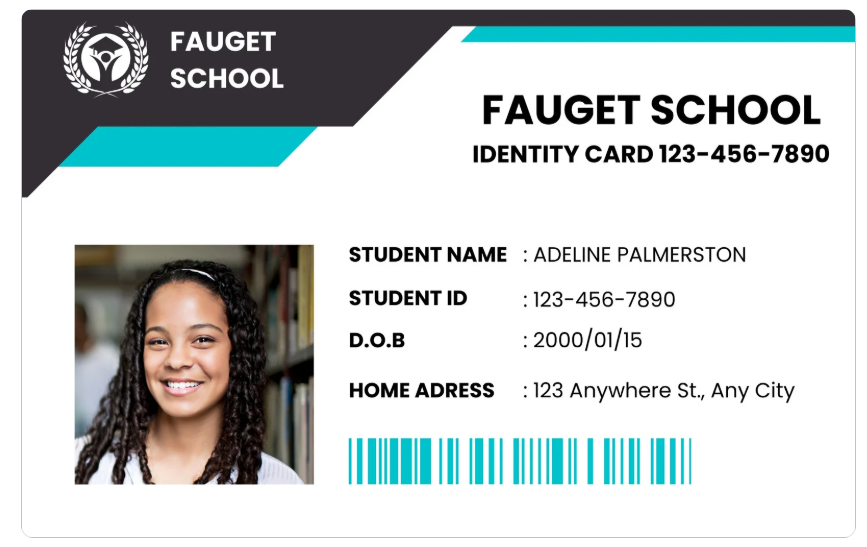 FAUGET
SCHOOL
FAUGET SCHOOL
IDENTITY CARD 123-456-7890
STUDENT NAME : ADELINE PALMERSTON
STUDENT ID : 123-456-7890
D.O.B : 2000/01/15
HOME ADRESS : 123 Anywhere St., Any City